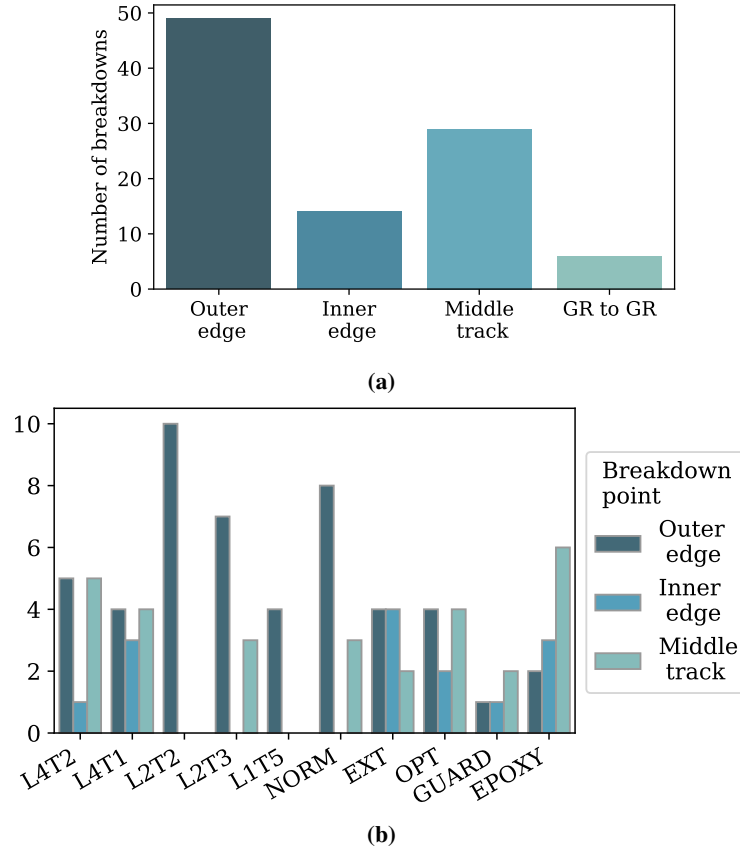 50
40
30
20
10
0
Number of breakdowns
Outer
edge
Inner
edge
Middle
track
GR to GR
(a)
10
8
6
4
2
0
L4T2
L4T1
L2T2
L2T3
L1T5
NORM
EXT
OPT
GUARD
EPOXY
Breakdown
point
Outer
edge
Inner
edge
Middle
track
(b)